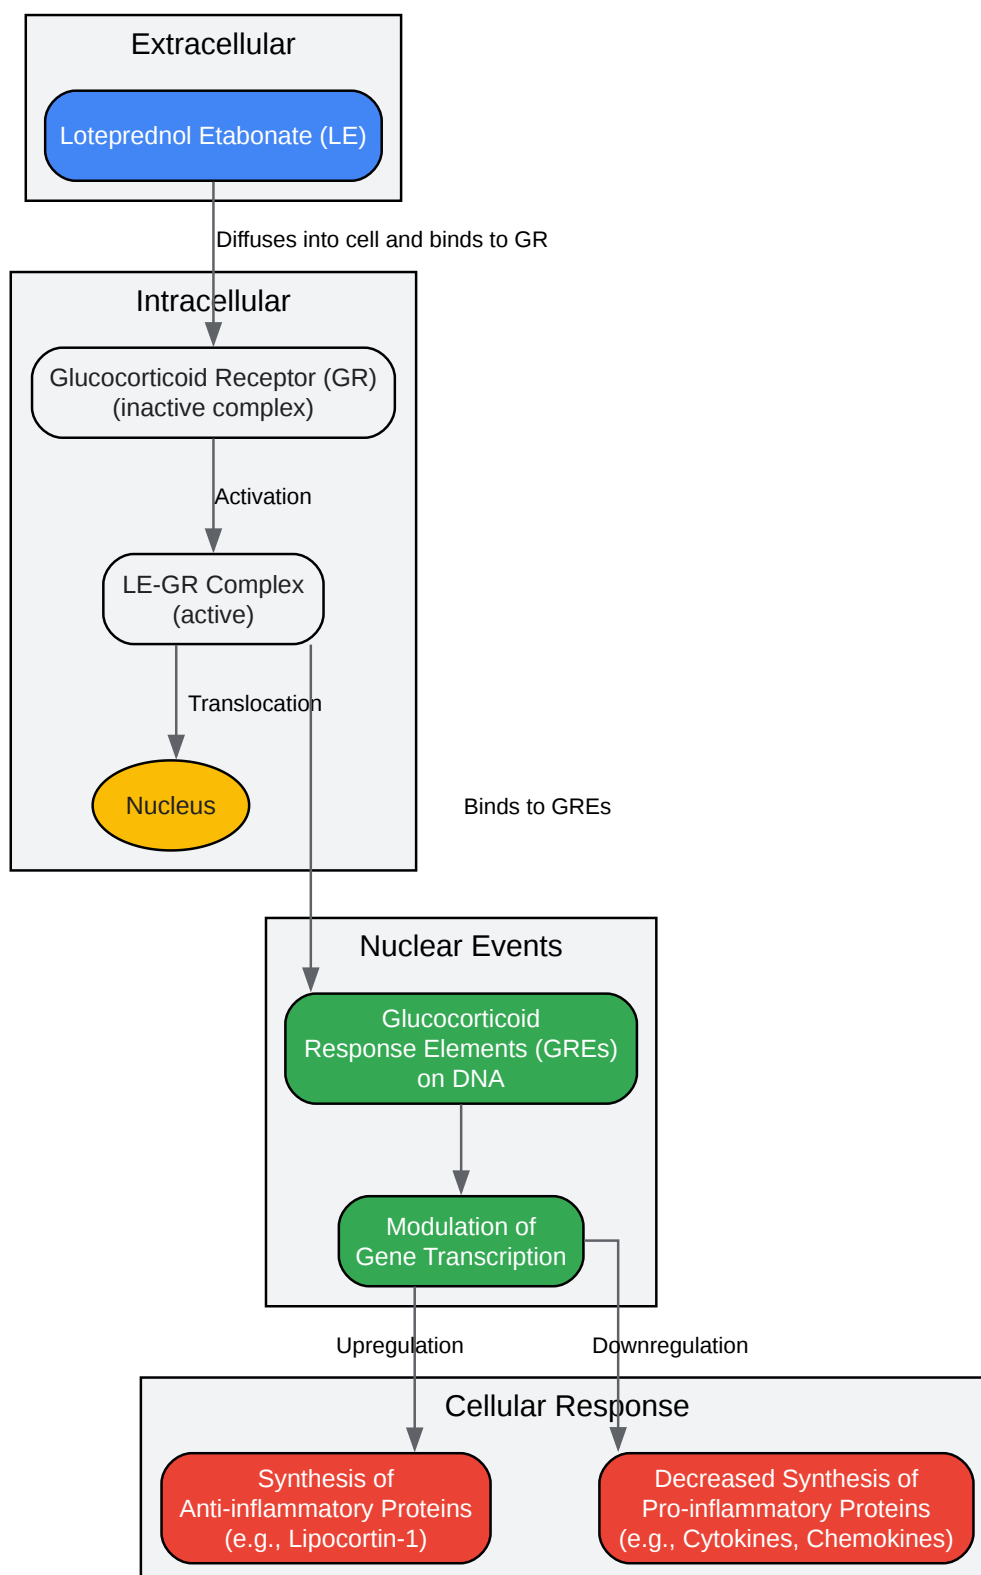 Extracellular
Loteprednol Etabonate (LE)
Diffuses into cell and binds to GR
Intracellular
Glucocorticoid Receptor (GR)
(inactive complex)
Activation
LE-GR Complex
(active)
Translocation
Nucleus
Binds to GREs
Nuclear Events
Glucocorticoid
Response Elements (GREs)
on DNA
Modulation of
Gene Transcription
Upregulation
Downregulation
Cellular Response
Synthesis of
Anti-inflammatory Proteins
(e.g., Lipocortin-1)
Decreased Synthesis of
Pro-inflammatory Proteins
(e.g., Cytokines, Chemokines)